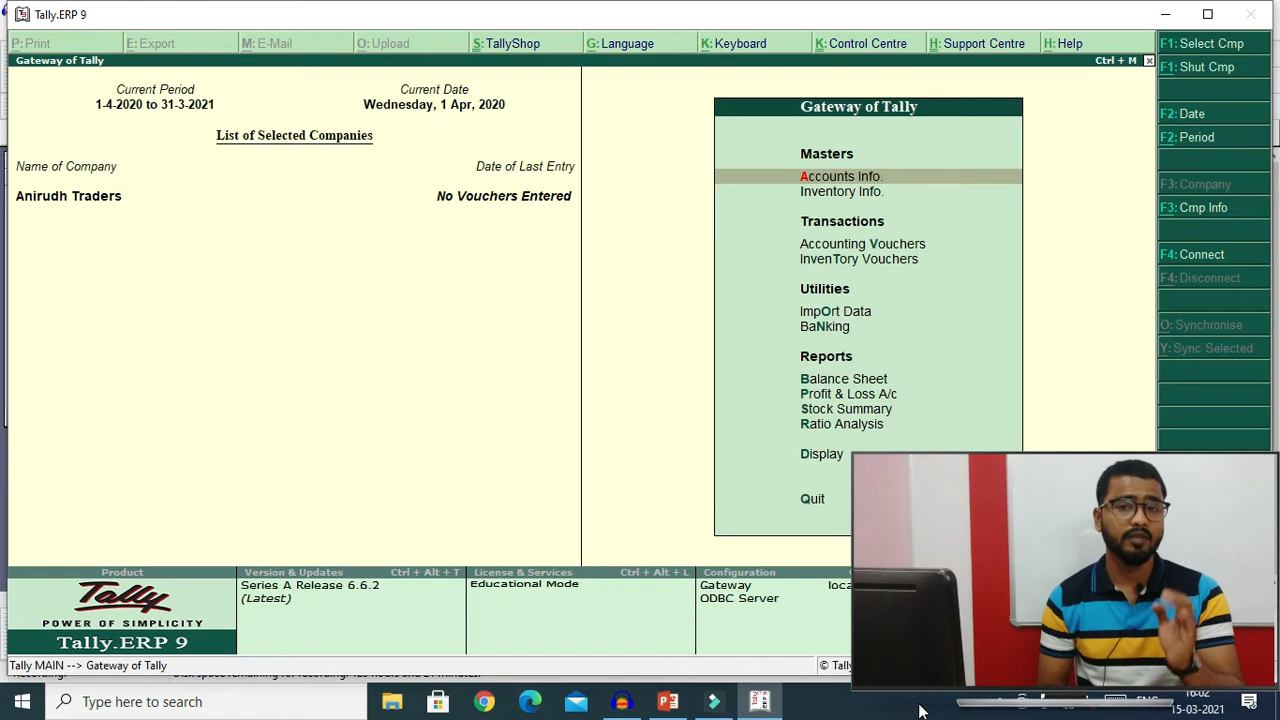 Tally.ERP 9
P: Print
E: Export
M: E-Mail
O: Upload
S: TallyShop
G: Language
K: Keyboard
K: Control Centre
H: Support Centre
H: Help
Gateway of Tally
Ctrl + M
Current Period
1-4-2020 to 31-3-2021
Current Date
Wednesday, 1 Apr, 2020
List of Selected Companies
Name of Company
Date of Last Entry
Anirudh Traders
No Vouchers Entered
Gateway of Tally
Masters
Accounts Info.
Inventory Info.
Transactions
Accounting Vouchers
InvenTory Vouchers
Utilities
ImpOrt Data
BaNking
Reports
Balance Sheet
Profit & Loss A/c
Stock Summary
Ratio Analysis
Display
Quit
F1: Select Cmp
F1: Shut Cmp
F2: Date
F2: Period
F3: Company
F3: Cmp Info
F4: Connect
F4: Disconnect
O: Synchronise
Y: Sync Selected
Product
Tally
POWER OF SIMPLICITY
Tally.ERP 9
Version & Updates
Ctrl + Alt + T
Series A Release 6.6.2
(Latest)
License & Services
Ctrl + Alt + L
Educational Mode
Configuration
Gateway
loca
ODBC Server
Tally MAIN --> Gateway of Tally
© Tally
Type here to search
ENG
16:02
15-03-2021